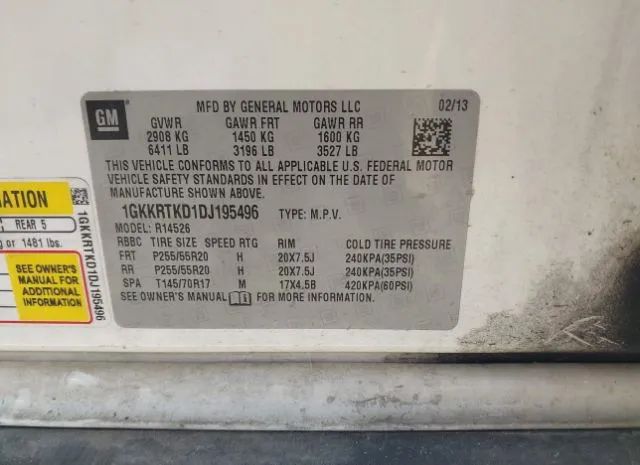 MFD BY GENERAL MOTORS LLC 02/13
GM
GVWR GAWR FRT GAWR RR
2908 KG 1450 KG 1600 KG
6411 LB 3196 LB 3527 LB
THIS VEHICLE CONFORMS TO ALL APPLICABLE U.S. FEDERAL MOTOR
VEHICLE SAFETY STANDARDS IN EFFECT ON THE DATE OF
MANUFACTURE SHOWN ABOVE.
1GKKRTKD1DJ195496 TYPE: M.P.V.
MODEL: R14526
RBBC TIRE SIZE SPEED RTG RIM COLD TIRE PRESSURE
FRT P255/55R20 H 20X7.5J 240KPA(35PSI)
RR P255/55R20 H 20X7.5J 240KPA(35PSI)
SPA T145/70R17 M 17X4.5B 420KPA(60PSI)
SEE OWNER'S MANUAL FOR MORE INFORMATION.
MATION
REAR 5
or 1481 lbs.
SEE OWNER'S
MANUAL FOR
ADDITIONAL
INFORMATION
1GKKRTKD1DJ195496